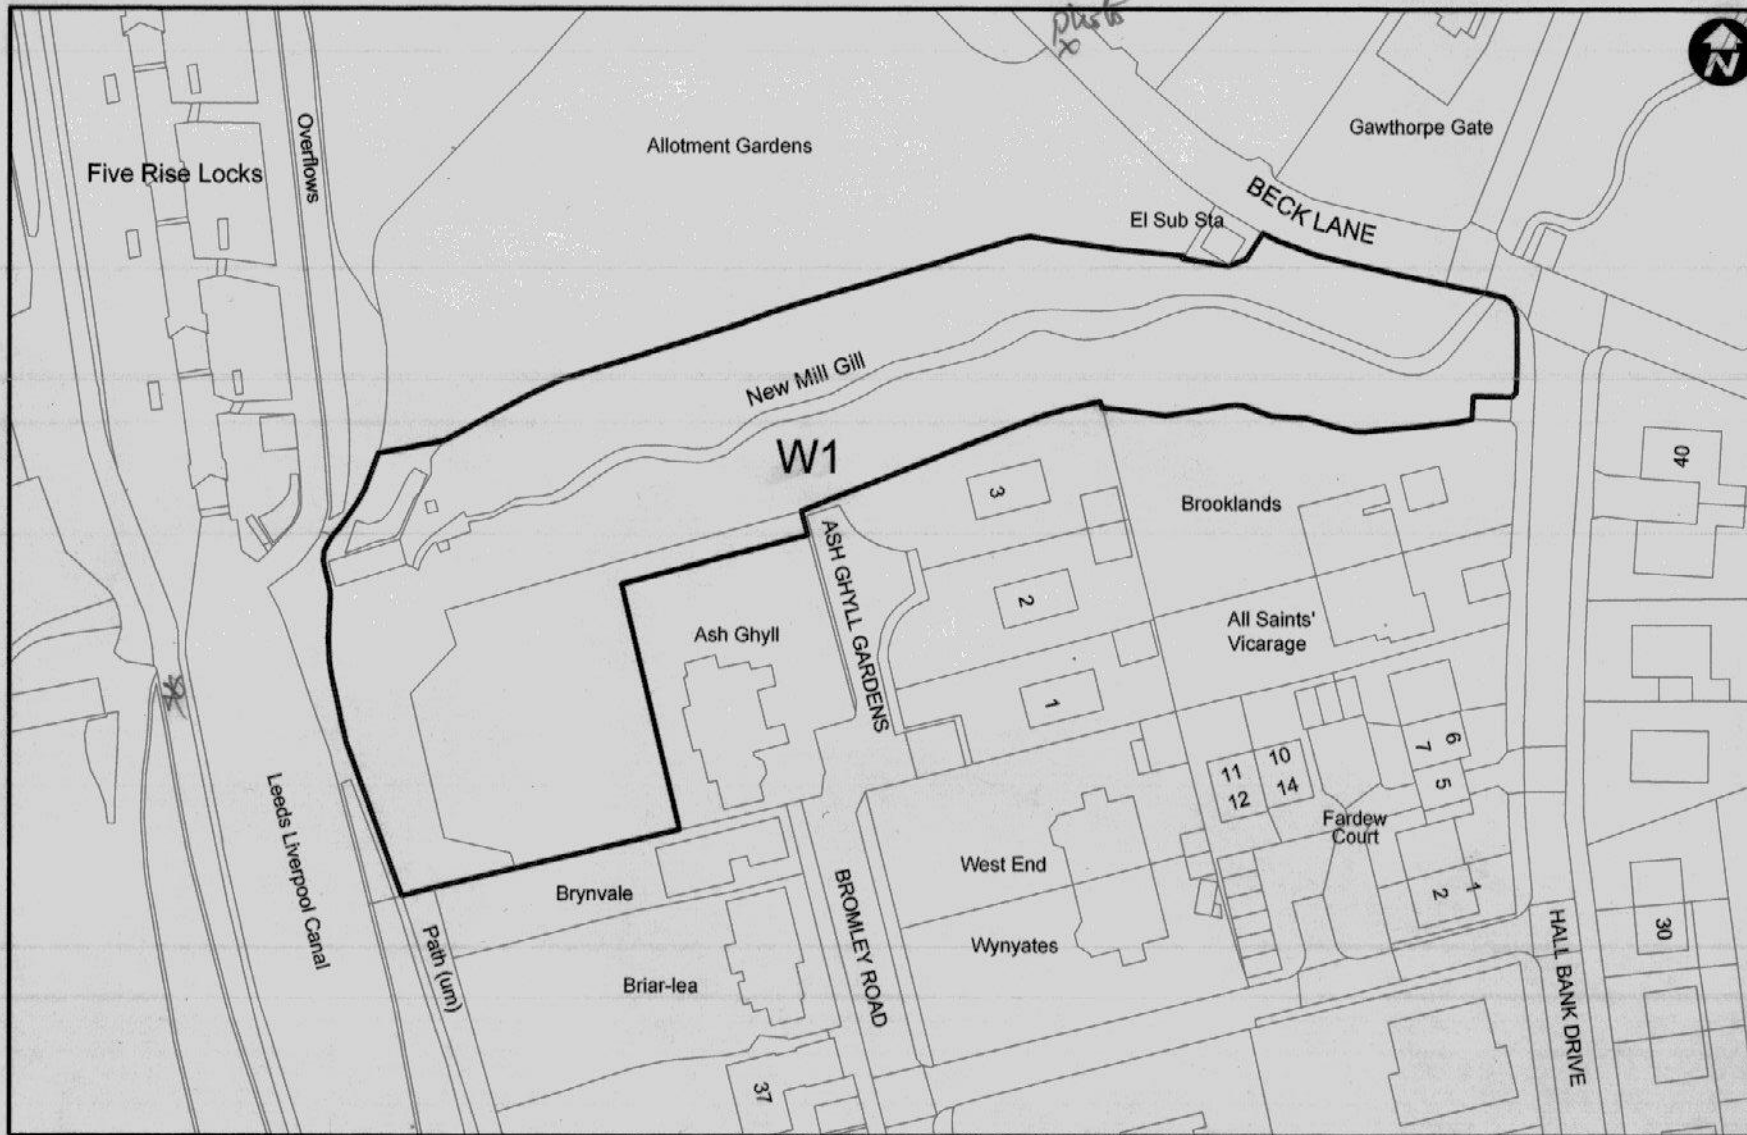 photo
x
N
Gawthorpe Gate
Allotment Gardens
Overflows
Five Rise Locks
El Sub Sta
BECK LANE
New Mill Gill
W1
40
3
Brooklands
ASH GHYLL GARDENS
2
All Saints'
Vicarage
Ash Ghyll
1
x
6
7
5
10
11
12
14
Fardew
Court
Leeds Liverpool Canal
West End
BROMLEY ROAD
Brynvale
1
2
30
Path (um)
Wynyates
HALL BANK DRIVE
Briar-lea
37